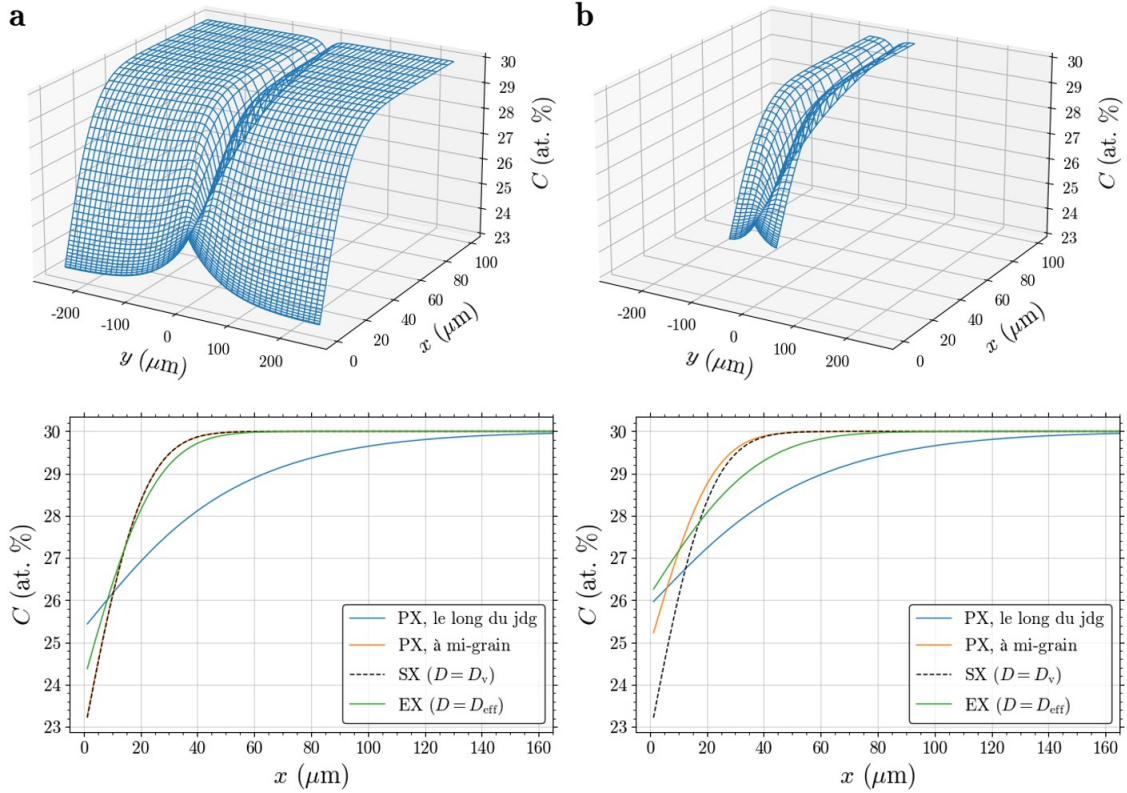 a
b
30
29
28
27
26
25
24
23
C (at. %)
100
80
60
40
20
0
x (μm)
-200
-100
0
100
200
y (μm)
30
29
28
27
26
25
24
23
C (at. %)
100
80
60
40
20
0
x (μm)
-200
-100
0
100
200
y (μm)
30
29
28
27
26
25
24
23
C (at. %)
PX, le long du jdg
PX, à mi-grain
SX (D = Dv)
EX (D = Deff)
0 20 40 60 80 100 120 140 160
x (μm)
30
29
28
27
26
25
24
23
C (at. %)
PX, le long du jdg
PX, à mi-grain
SX (D = Dv)
EX (D = Deff)
0 20 40 60 80 100 120 140 160
x (μm)